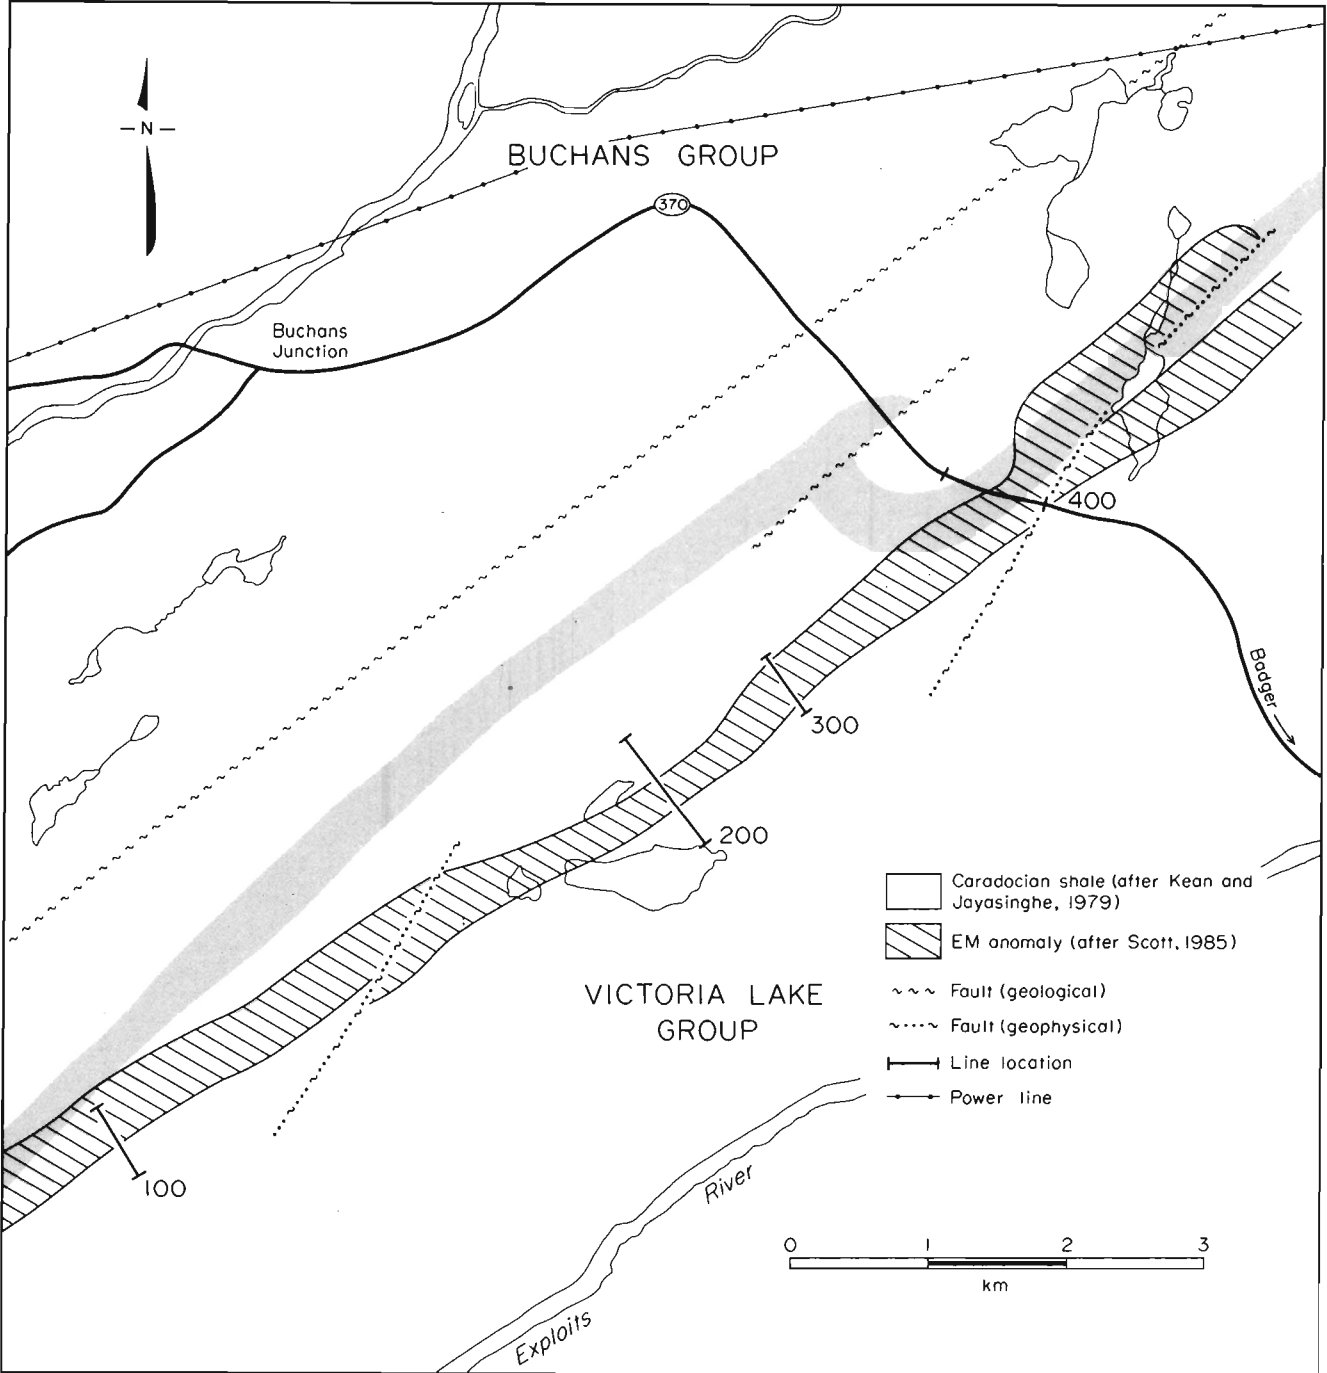 N
BUCHANS GROUP
370
Buchans
Junction
400
Badger
300
200
Caradocian shale (after Kean and
Jayasinghe, 1979)
EM anomaly (after Scott, 1985)
VICTORIA LAKE
GROUP
Fault (geological)
Fault (geophysical)
Line location
Power line
100
River
Exploits
0 1 2 3
km